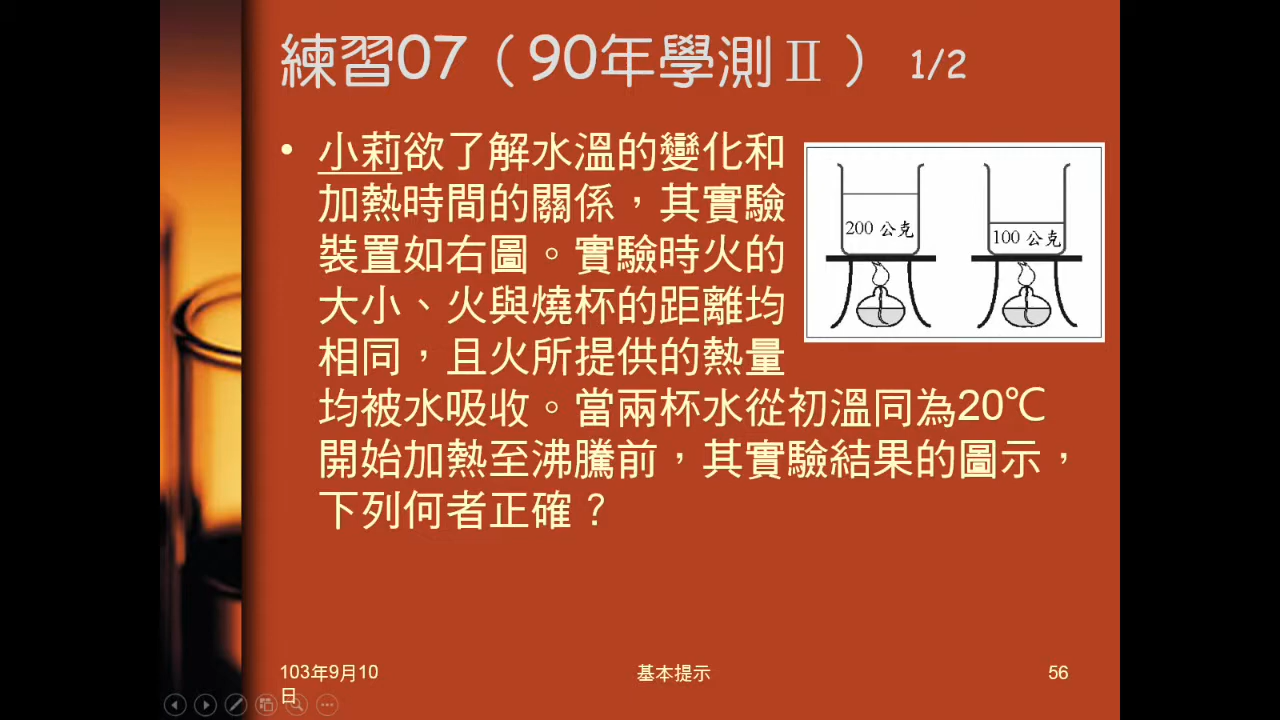 練習07（90年學測Ⅱ） 1/2
• 小莉欲了解水溫的變化和
加熱時間的關係，其實驗
裝置如右圖。實驗時火的
大小、火與燒杯的距離均
相同，且火所提供的熱量
均被水吸收。當兩杯水從初溫同為20℃
開始加熱至沸騰前，其實驗結果的圖示，
下列何者正確？
200 公克
100 公克
103年9月10
日
基本提示
56